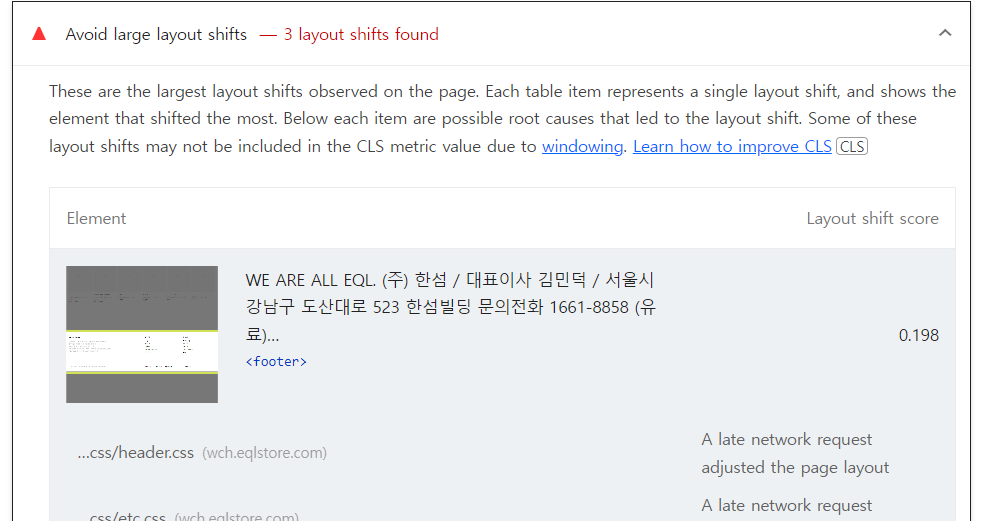 Avoid large layout shifts — 3 layout shifts found
These are the largest layout shifts observed on the page. Each table item represents a single layout shift, and shows the
element that shifted the most. Below each item are possible root causes that led to the layout shift. Some of these
layout shifts may not be included in the CLS metric value due to windowing. Learn how to improve CLS CLS
Element Layout shift score
WE ARE ALL EQL. (주) 한섬 / 대표이사 김민덕 / 서울시
강남구 도산대로 523 한섬빌딩 문의전화 1661-8858 (유
료)...
<footer>
0.198
...css/header.css (wch.eqlstore.com)
A late network request
adjusted the page layout
...css/etc.css (wch.eqlstore.com)
A late network request